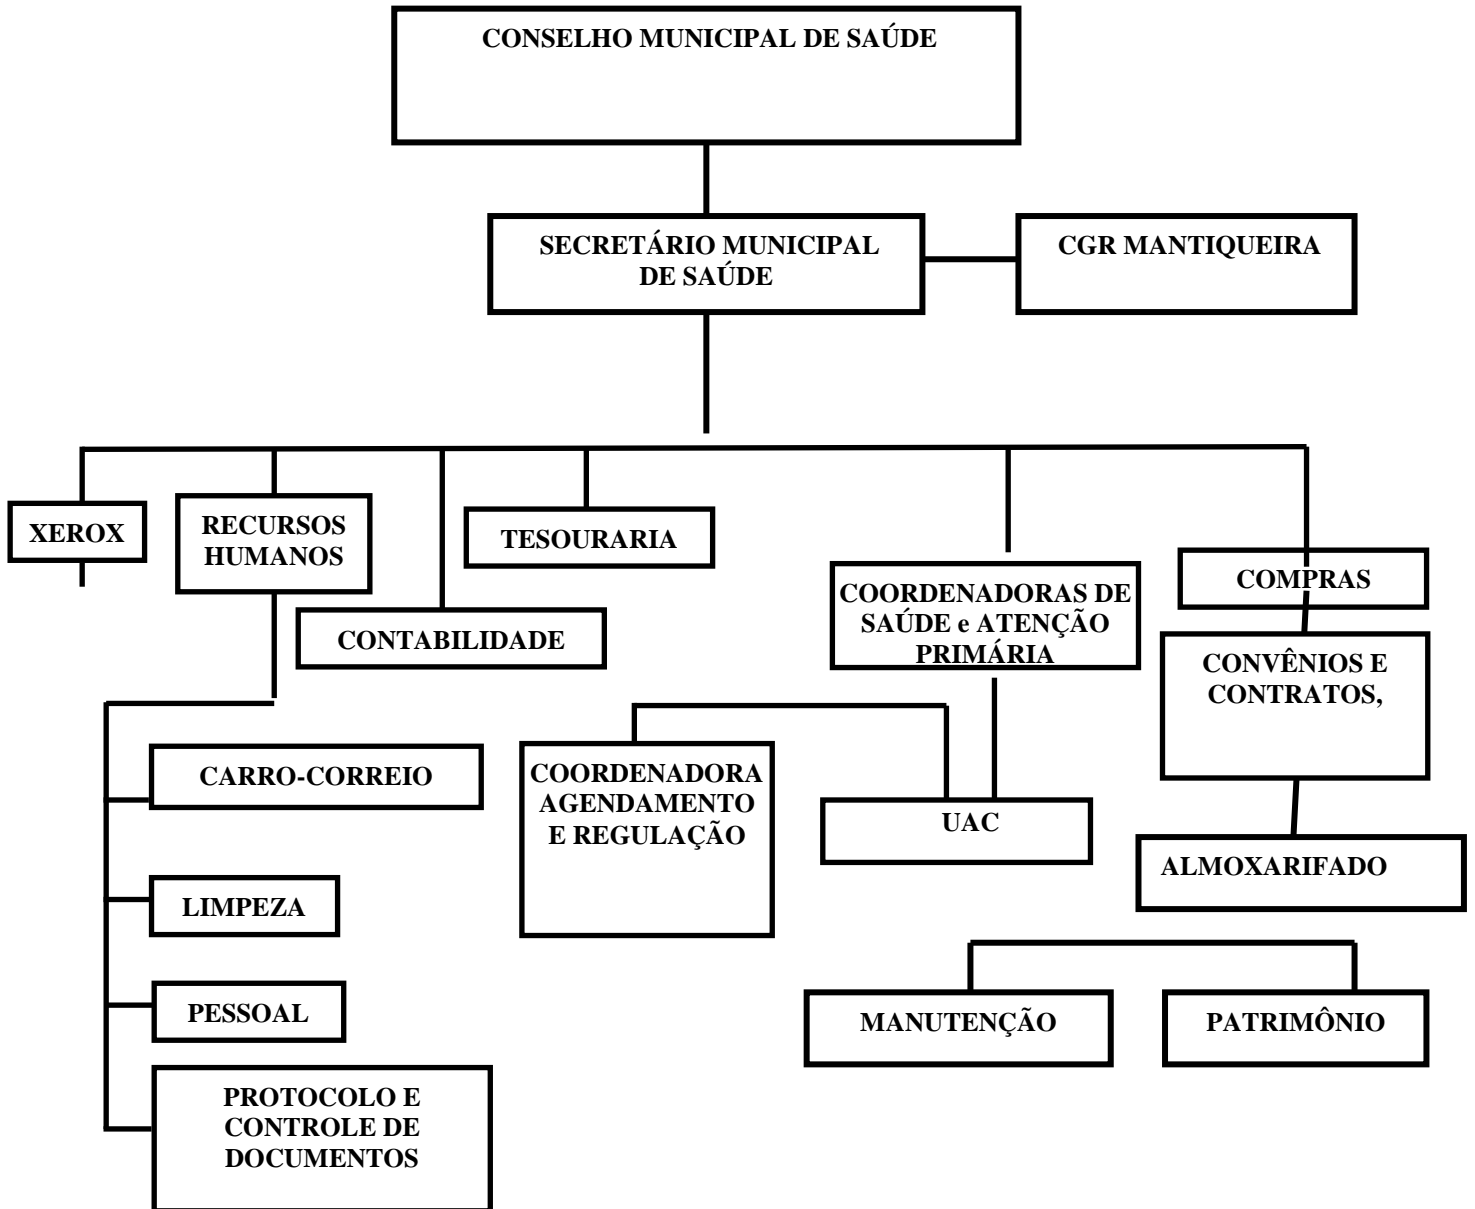 CONSELHO MUNICIPAL DE SAÚDE
SECRETÁRIO MUNICIPAL
DE SAÚDE
CGR MANTIQUEIRA
XEROX
RECURSOS
HUMANOS
TESOURARIA
CONTABILIDADE
COORDENADORAS DE
SAÚDE e ATENÇÃO
PRIMÁRIA
COMPRAS
CONVÊNIOS E
CONTRATOS,
CARRO-CORREIO
COORDENADORA
AGENDAMENTO
E REGULAÇÃO
UAC
ALMOXARIFADO
LIMPEZA
PESSOAL
MANUTENÇÃO
PATRIMÔNIO
PROTOCOLO E
CONTROLE DE
DOCUMENTOS